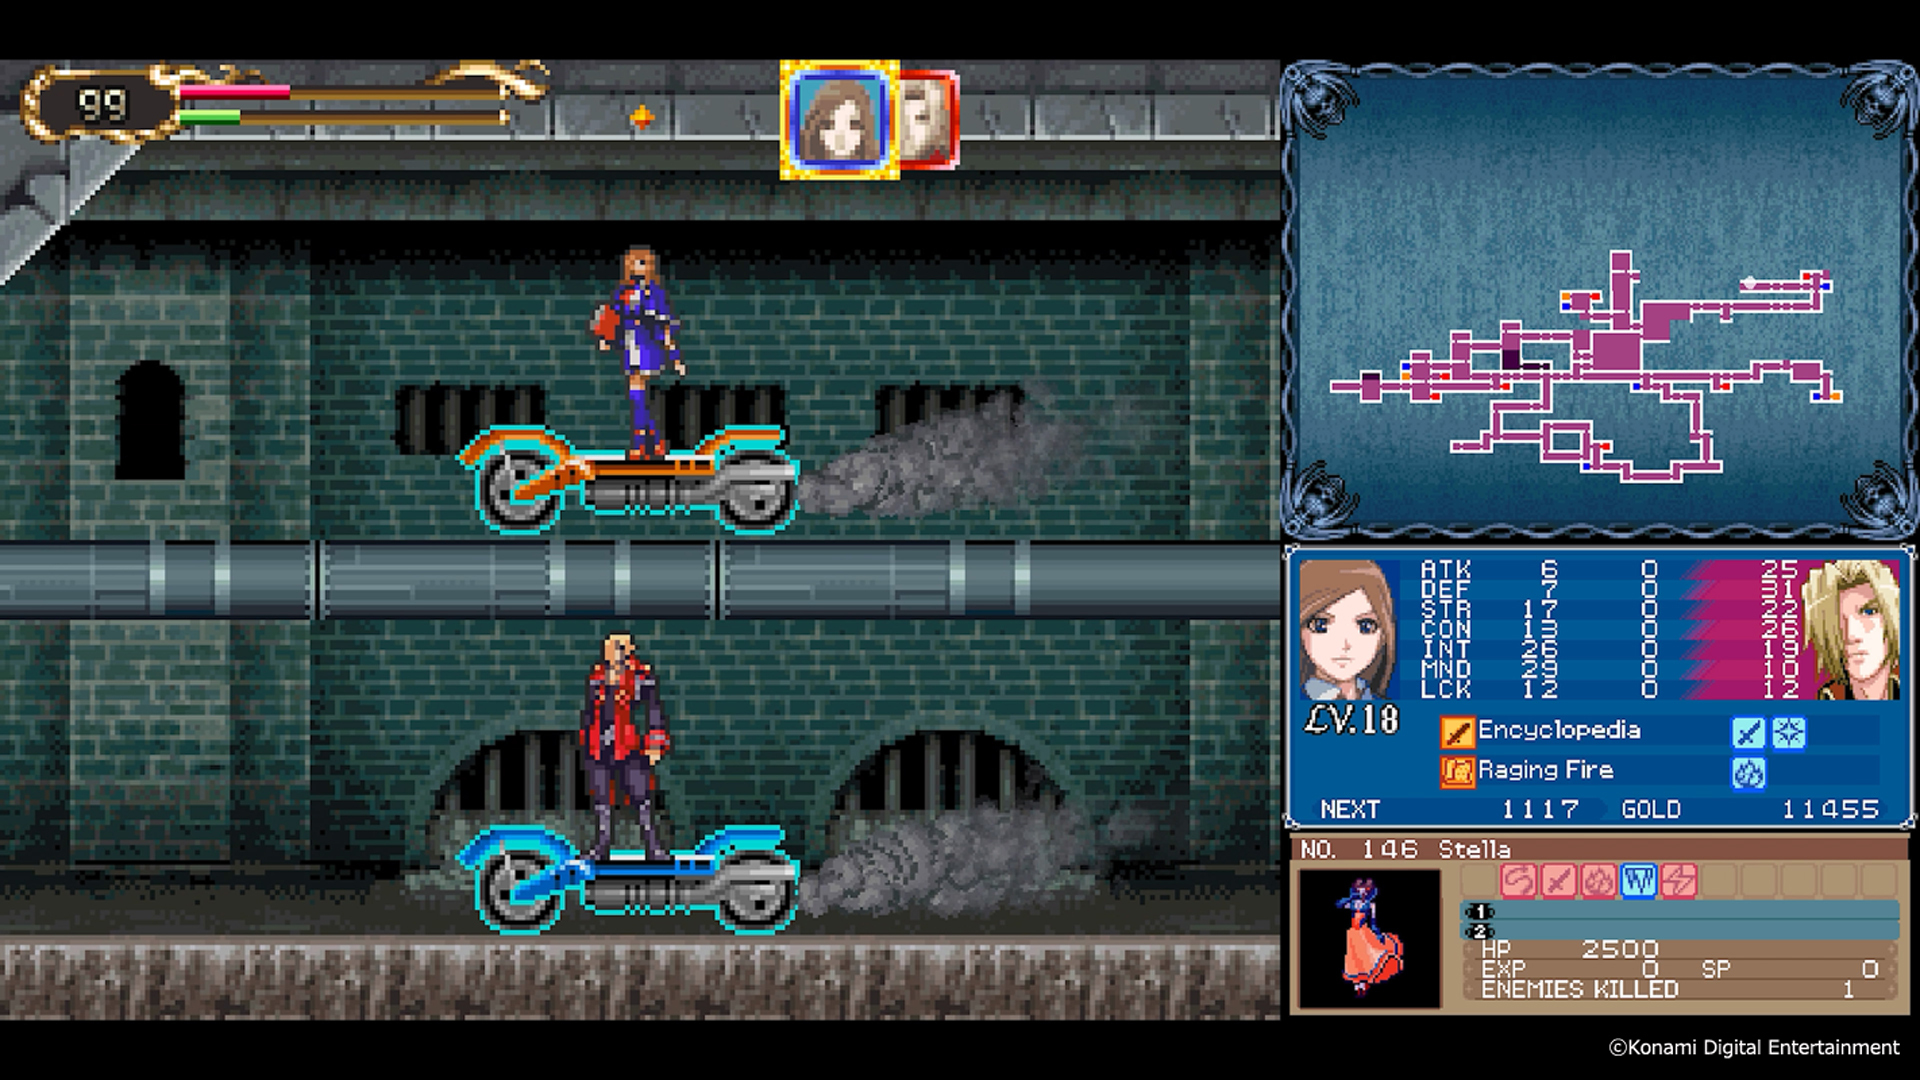 99
ATK 6 0 25
DEF 7 0 31
STR 17 0 22
CON 13 0 26
INT 26 0 19
MND 29 0 10
LCK 12 0 12
LV.18
Encyclopedia
Raging Fire
NEXT 1117 GOLD 11455
NO. 146 Stella
1
2
HP 2500
EXP 0 SP 0
ENEMIES KILLED 1
©Konami Digital Entertainment